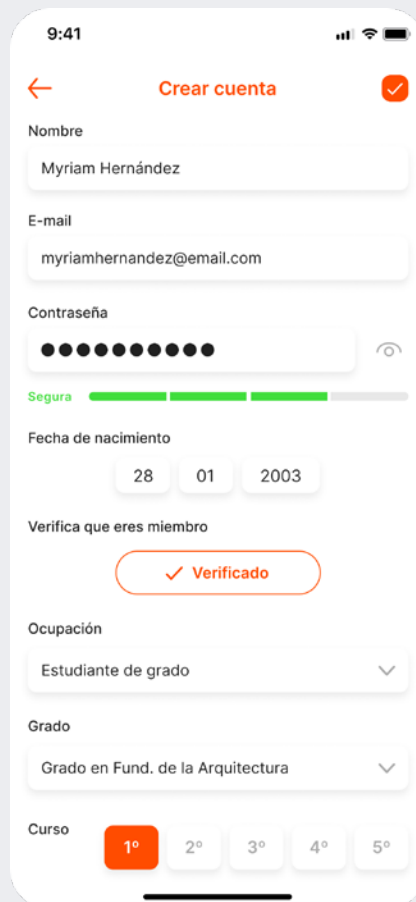 9:41
Crear cuenta
Nombre
Myriam Hernández
E-mail
myriamhernandez@email.com
Contraseña
●●●●●●●●●●
Segura
Fecha de nacimiento
28 01 2003
Verifica que eres miembro
Verificado
Ocupación
Estudiante de grado
Grado
Grado en Fund. de la Arquitectura
Curso 1º 2º 3º 4º 5º